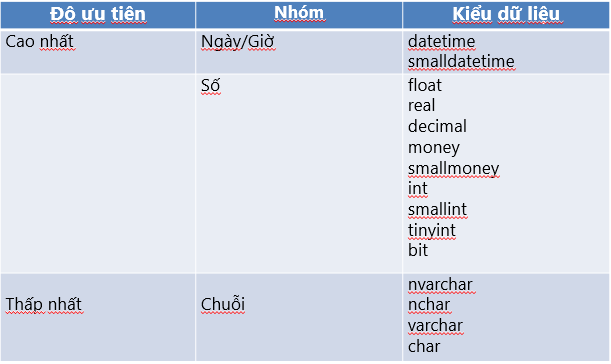 Độ ưu tiên Nhóm Kiểu dữ liệu
Cao nhất Ngày/Giờ datetime
smalldatetime
Số float
real
decimal
money
smallmoney
int
smallint
tinyint
bit
nvarchar
Thấp nhất Chuỗi nchar
varchar
char